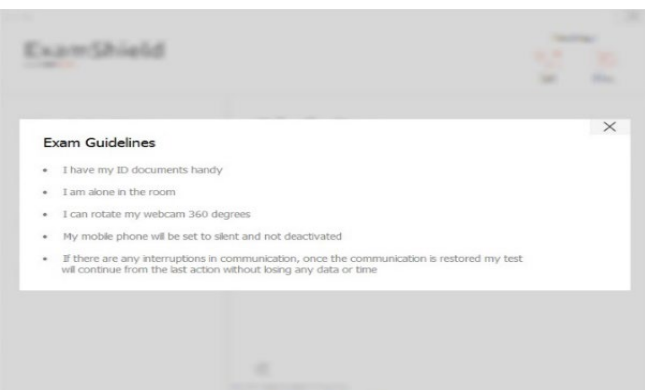 ExamShield
Exam Guidelines
• I have my ID documents handy
• I am alone in the room
• I can rotate my webcam 360 degrees
• My mobile phone will be set to silent and not deactivated
• If there are any interruptions in communication, once the communication is restored my test
will continue from the last action without losing any data or time